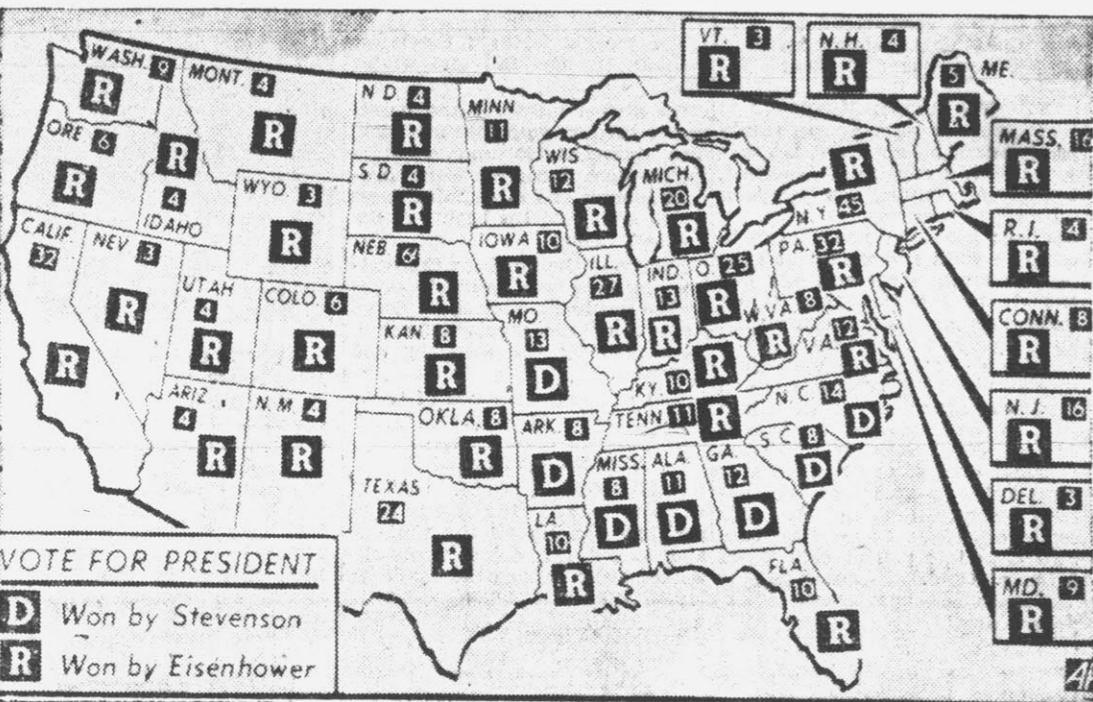 VT. 3
R
N.H. 4
R
WASH. 9
R
MONT. 4
R
N D 4
R
MINN
11
R
5 ME.
R
ORE 6
R
R
4
IDAHO
S.D. 4
R
WIS
12
R
MICH.
20
R
R
N.Y 45
MASS. 16
R
WYO. 3
R
CALIF.
32
R
NEV 3
R
UTAH
4
R
COLO. 6
R
NEB. 6
R
IOWA 10
R
ILL.
27
R
IND.
13
R
O. 25
R
PA. 32
R
R.I. 4
R
W.VA. 8
R
VA. 12
R
CONN. 8
R
KAN. 8
R
MO.
13
D
KY. 10
R
N.J. 16
R
ARIZ
4
R
N.M. 4
R
OKLA. 8
R
ARK. 8
D
TENN. 11
R
N.C. 14
D
S.C 8
D
TEXAS
24
R
LA.
10
R
MISS.
8
D
ALA.
11
D
GA.
12
D
DEL. 3
R
FLA.
10
R
MD. 9
R
VOTE FOR PRESIDENT
D Won by Stevenson
R Won by Eisenhower
AP